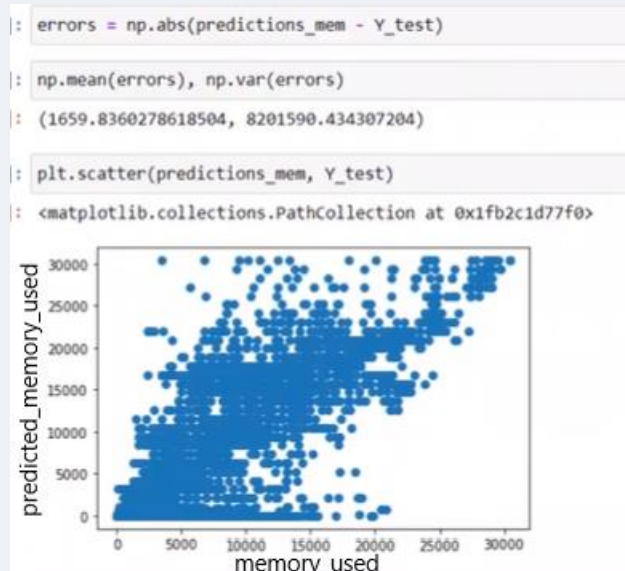 ]: errors = np.abs(predictions_mem - Y_test)
]: np.mean(errors), np.var(errors)
]: (1659.8360278618504, 8201590.434307204)
]: plt.scatter(predictions_mem, Y_test)
]: <matplotlib.collections.PathCollection at 0x1fb2c1d77f0>
predicted_memory_used
30000
25000
20000
15000
10000
5000
0
0 5000 10000 15000 20000 25000 30000
memory_used